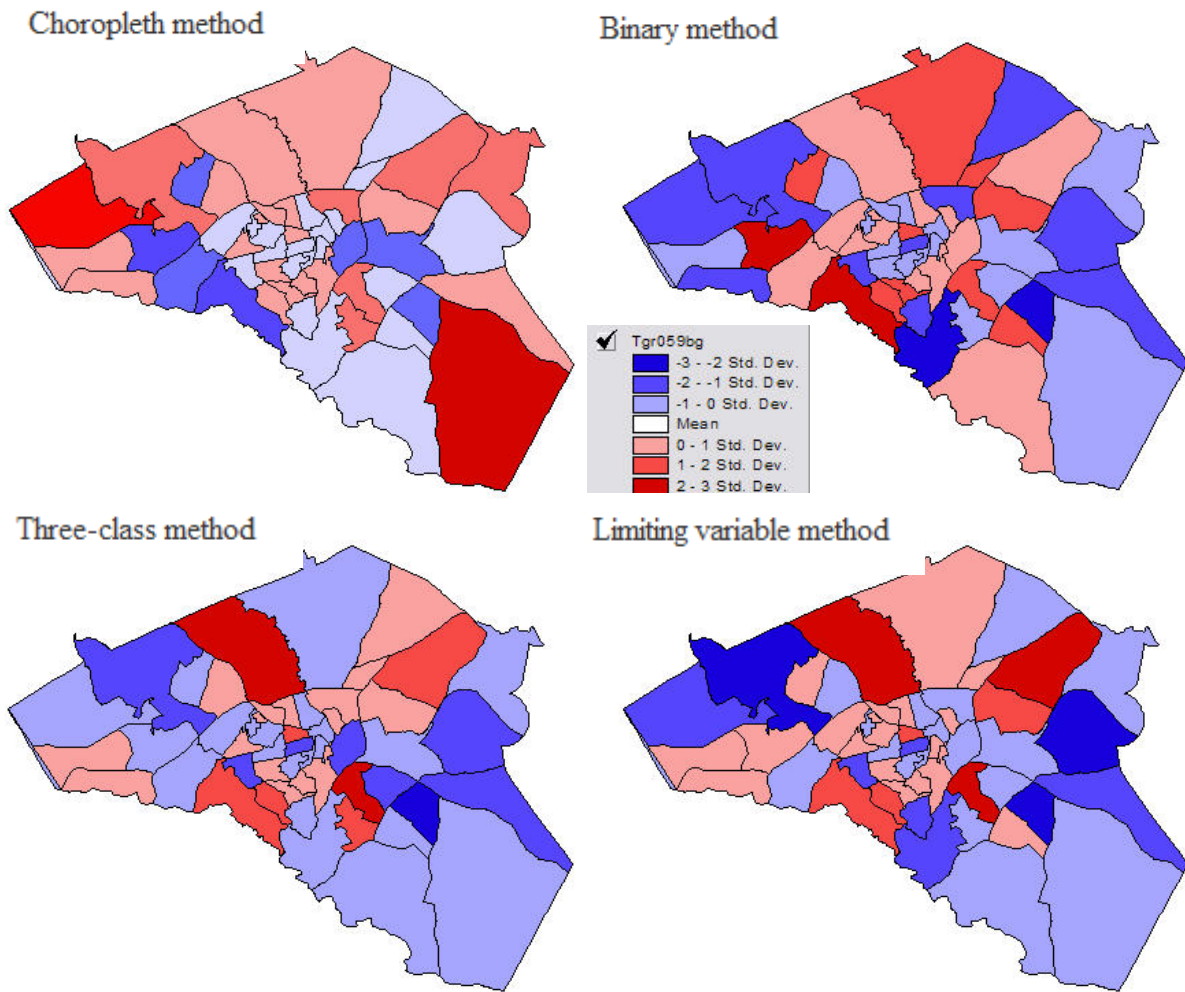 Choropleth method
Binary method
Tgr059bg
-3 - -2 Std. Dev.
-2 - -1 Std. Dev.
-1 - 0 Std. Dev.
Mean
0 - 1 Std. Dev.
1 - 2 Std. Dev.
2 - 3 Std. Dev.
Three-class method
Limiting variable method